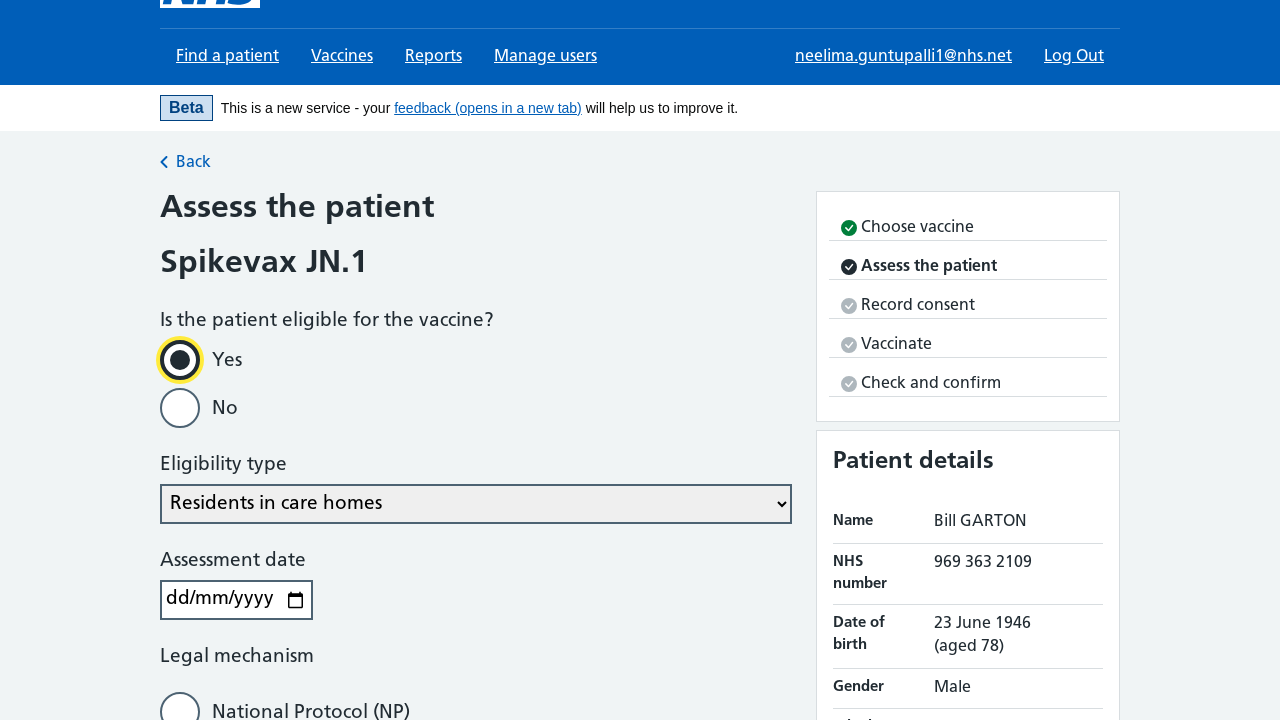 NHS
Find a patient Vaccines Reports Manage users neelima.guntupalli1@nhs.net Log Out
Beta This is a new service - your feedback (opens in a new tab) will help us to improve it.
Back
Assess the patient
Spikevax JN.1
Is the patient eligible for the vaccine?
Yes
No
Eligibility type
Residents in care homes
Assessment date
dd/mm/yyyy
Legal mechanism
National Protocol (NP)
Choose vaccine
Assess the patient
Record consent
Vaccinate
Check and confirm
Patient details
Name Bill GARTON
NHS number 969 363 2109
Date of birth 23 June 1946 (aged 78)
Gender Male